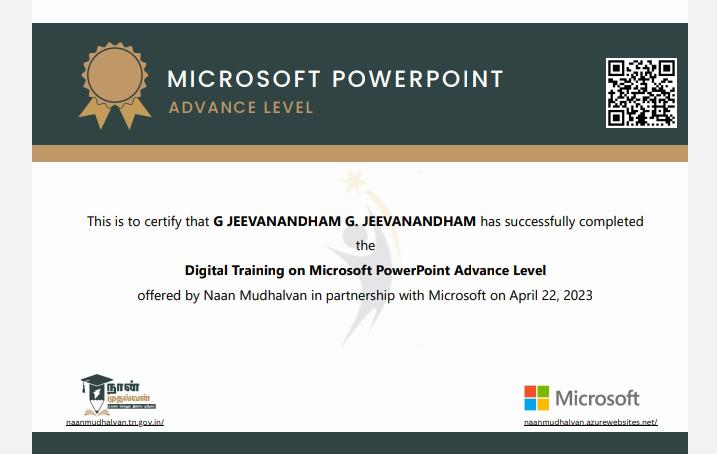 MICROSOFT POWERPOINT
ADVANCE LEVEL
This is to certify that G JEEVANANDHAM G. JEEVANANDHAM has successfully completed
the
Digital Training on Microsoft PowerPoint Advance Level
offered by Naan Mudhalvan in partnership with Microsoft on April 22, 2023
நான்
முதல்வன்
naanmudhalvan.tn.gov.in/
Microsoft
naanmudhalvan.azurewebsites.net/